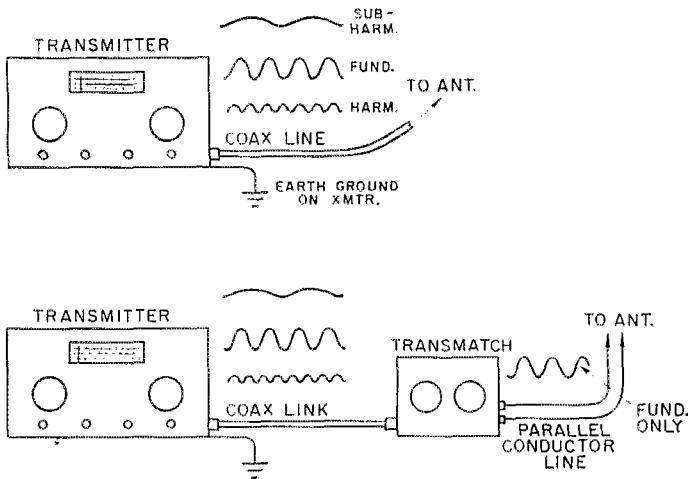 SUB-
HARM.
TRANSMITTER
FUND.
TO ANT.
HARM.
COAX LINE
EARTH GROUND
ON XMTR.
TRANSMITTER
TO ANT.
TRANSMATCH
COAX LINK
FUND.
ONLY
PARALLEL
CONDUCTOR
LINE